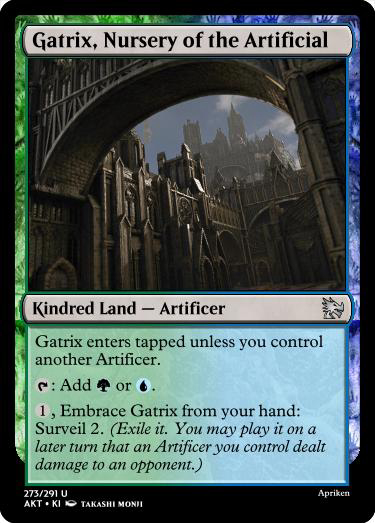 Gatrix, Nursery of the Artificial
Kindred Land — Artificer
Gatrix enters tapped unless you control
another Artificer.
: Add or .
1, Embrace Gatrix from your hand:
Surveil 2. (Exile it. You may play it on a
later turn that an Artificer you control dealt
damage to an opponent.)
273/291 U
AKT • KI TAKASHI MONJI
Apriken